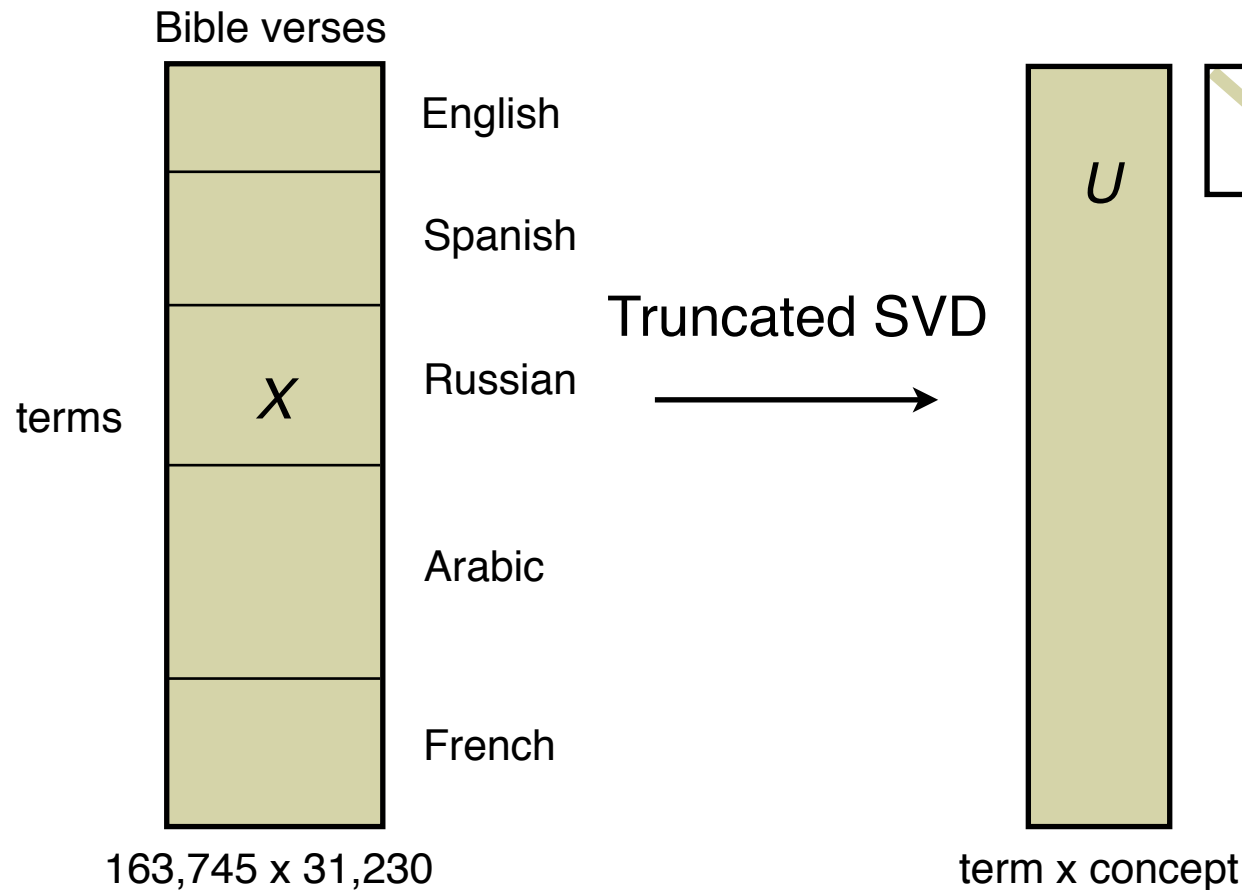 Bible verses
English
Spanish
Russian
Arabic
French
terms
X
163,745 x 31,230
Truncated SVD
U
term x concept